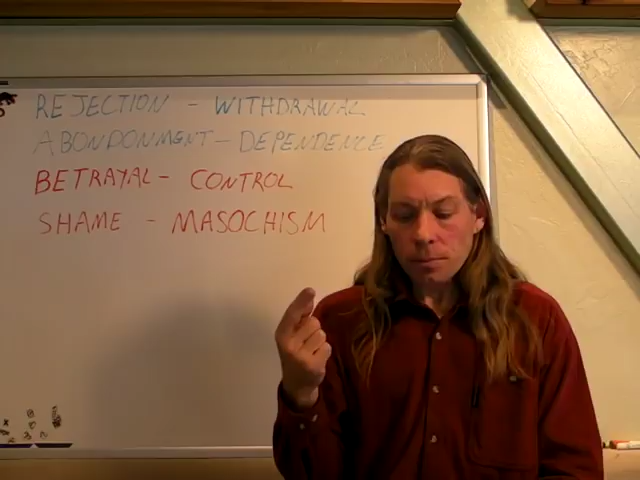 REJECTION - WITHDRAWAL
ABONDONMENT - DEPENDENCE
BETRAYAL - CONTROL
SHAME - MASOCHISM